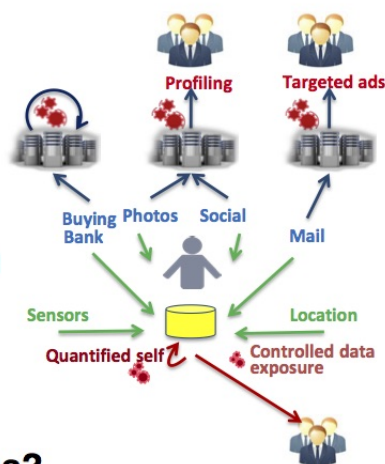 Profiling
Targeted ads
Buying
Bank
Photos
Social
Mail
Sensors
Location
Quantified self
Controlled data
exposure